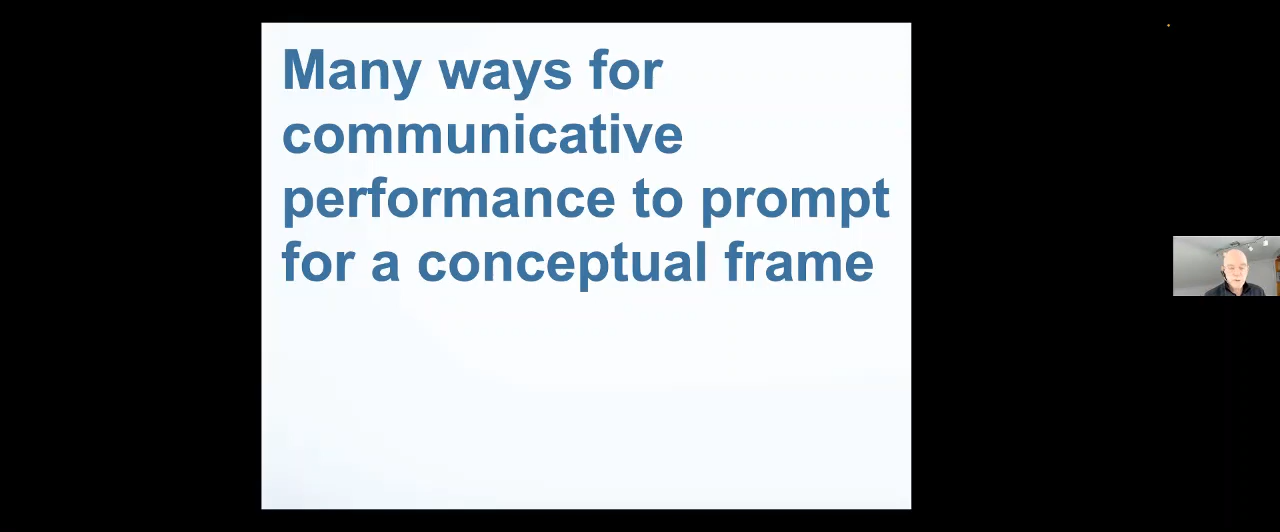 Many ways for
communicative
performance to prompt
for a conceptual frame